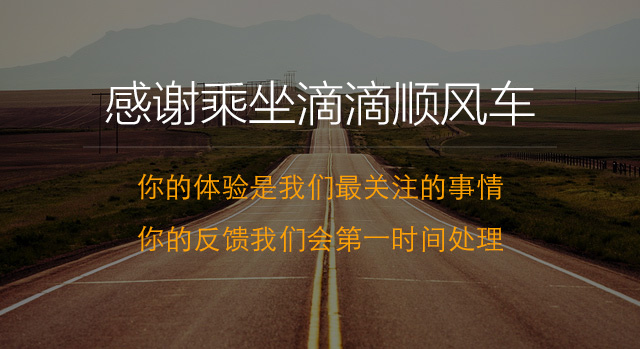 感谢乘坐滴滴顺风车
你的体验是我们最关注的事情
你的反馈我们会第一时间处理